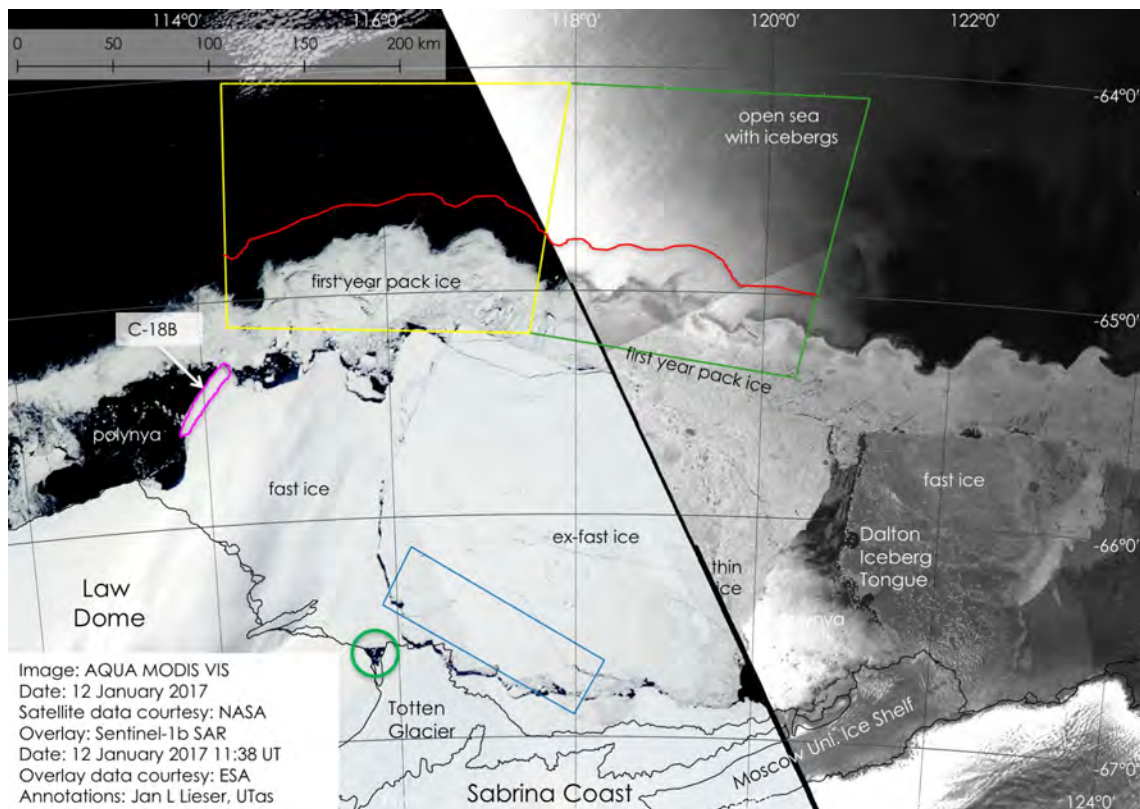 114°0'
116°0'
118°0'
120°0'
122°0'
0 50 100 150 200 km
-64°0'
open sea
with icebergs
first year pack ice
C-18B
-65°0'
first year pack ice
polynya
fast ice
fast ice
ex-fast ice
Dalton
Iceberg
Tongue
-66°0'
thin
ice
Law
Dome
polynya
Image: AQUA MODIS VIS
Date: 12 January 2017
Satellite data courtesy: NASA
Overlay: Sentinel-1b SAR
Date: 12 January 2017 11:38 UT
Overlay data courtesy: ESA
Annotations: Jan L Lieser, UTas
Totten
Glacier
Moscow Uni. Ice Shelf
Sabrina Coast
-67°0'
124°0'